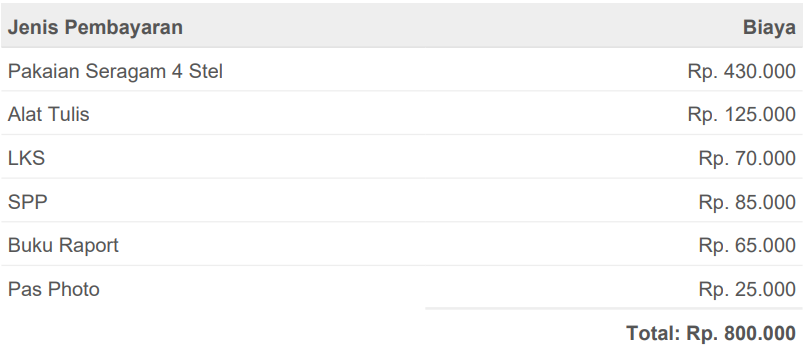 Jenis Pembayaran Biaya
Pakaian Seragam 4 Stel Rp. 430.000
Alat Tulis Rp. 125.000
LKS Rp. 70.000
SPP Rp. 85.000
Buku Raport Rp. 65.000
Pas Photo Rp. 25.000
Total: Rp. 800.000